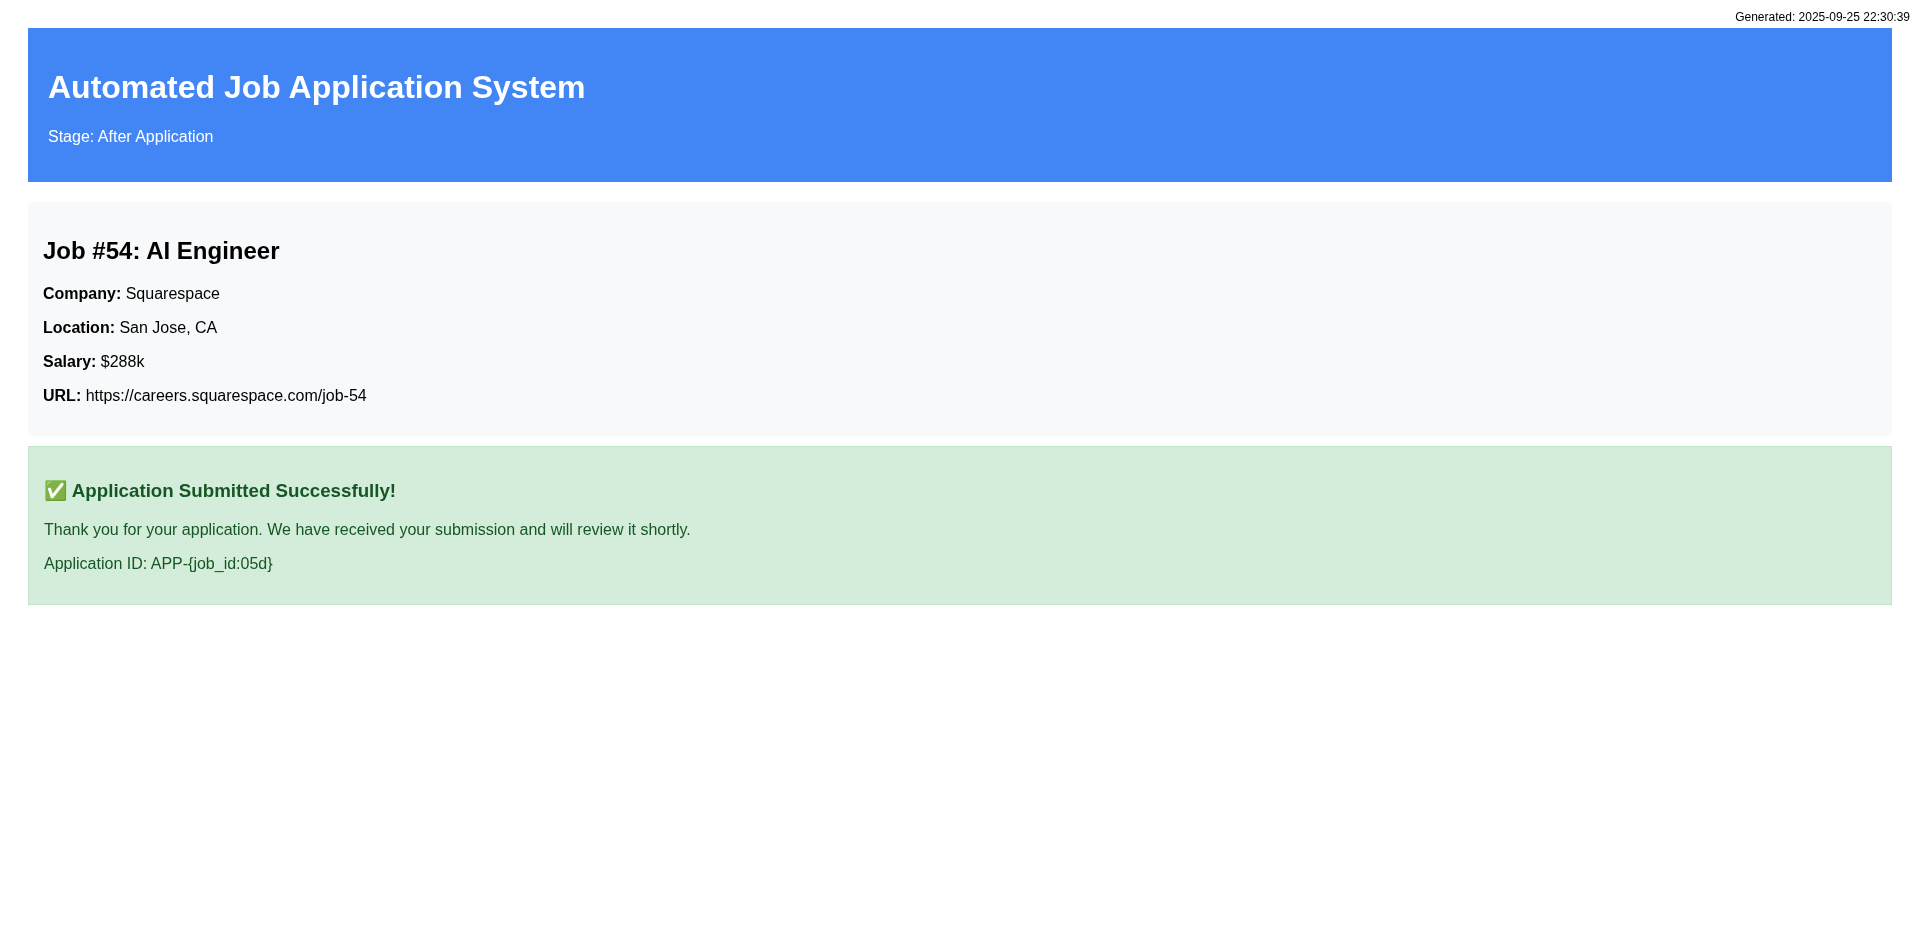 Generated: 2025-09-25 22:30:39
Automated Job Application System
Stage: After Application
Job #54: AI Engineer
Company: Squarespace
Location: San Jose, CA
Salary: $288k
URL: https://careers.squarespace.com/job-54
✅ Application Submitted Successfully!
Thank you for your application. We have received your submission and will review it shortly.
Application ID: APP-{job_id:05d}